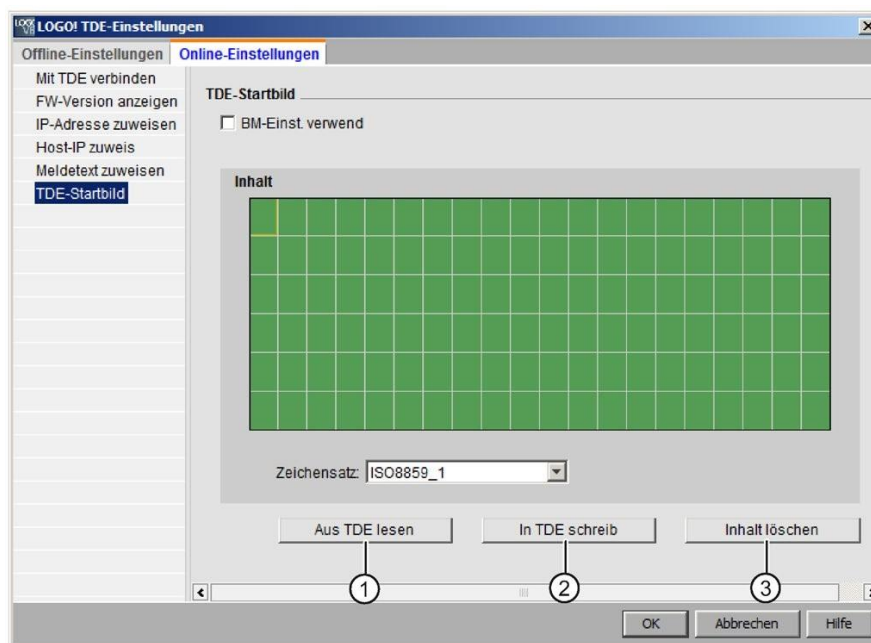 LOGO! TDE-Einstellungen
Offline-Einstellungen Online-Einstellungen
Mit TDE verbinden
FW-Version anzeigen
IP-Adresse zuweisen
Host-IP zuweis
Meldetext zuweisen
TDE-Startbild
TDE-Startbild
BM-Einst. verwend
Inhalt
Zeichensatz: ISO8859_1
Aus TDE lesen In TDE schreib Inhalt löschen
1 2 3
OK Abbrechen Hilfe